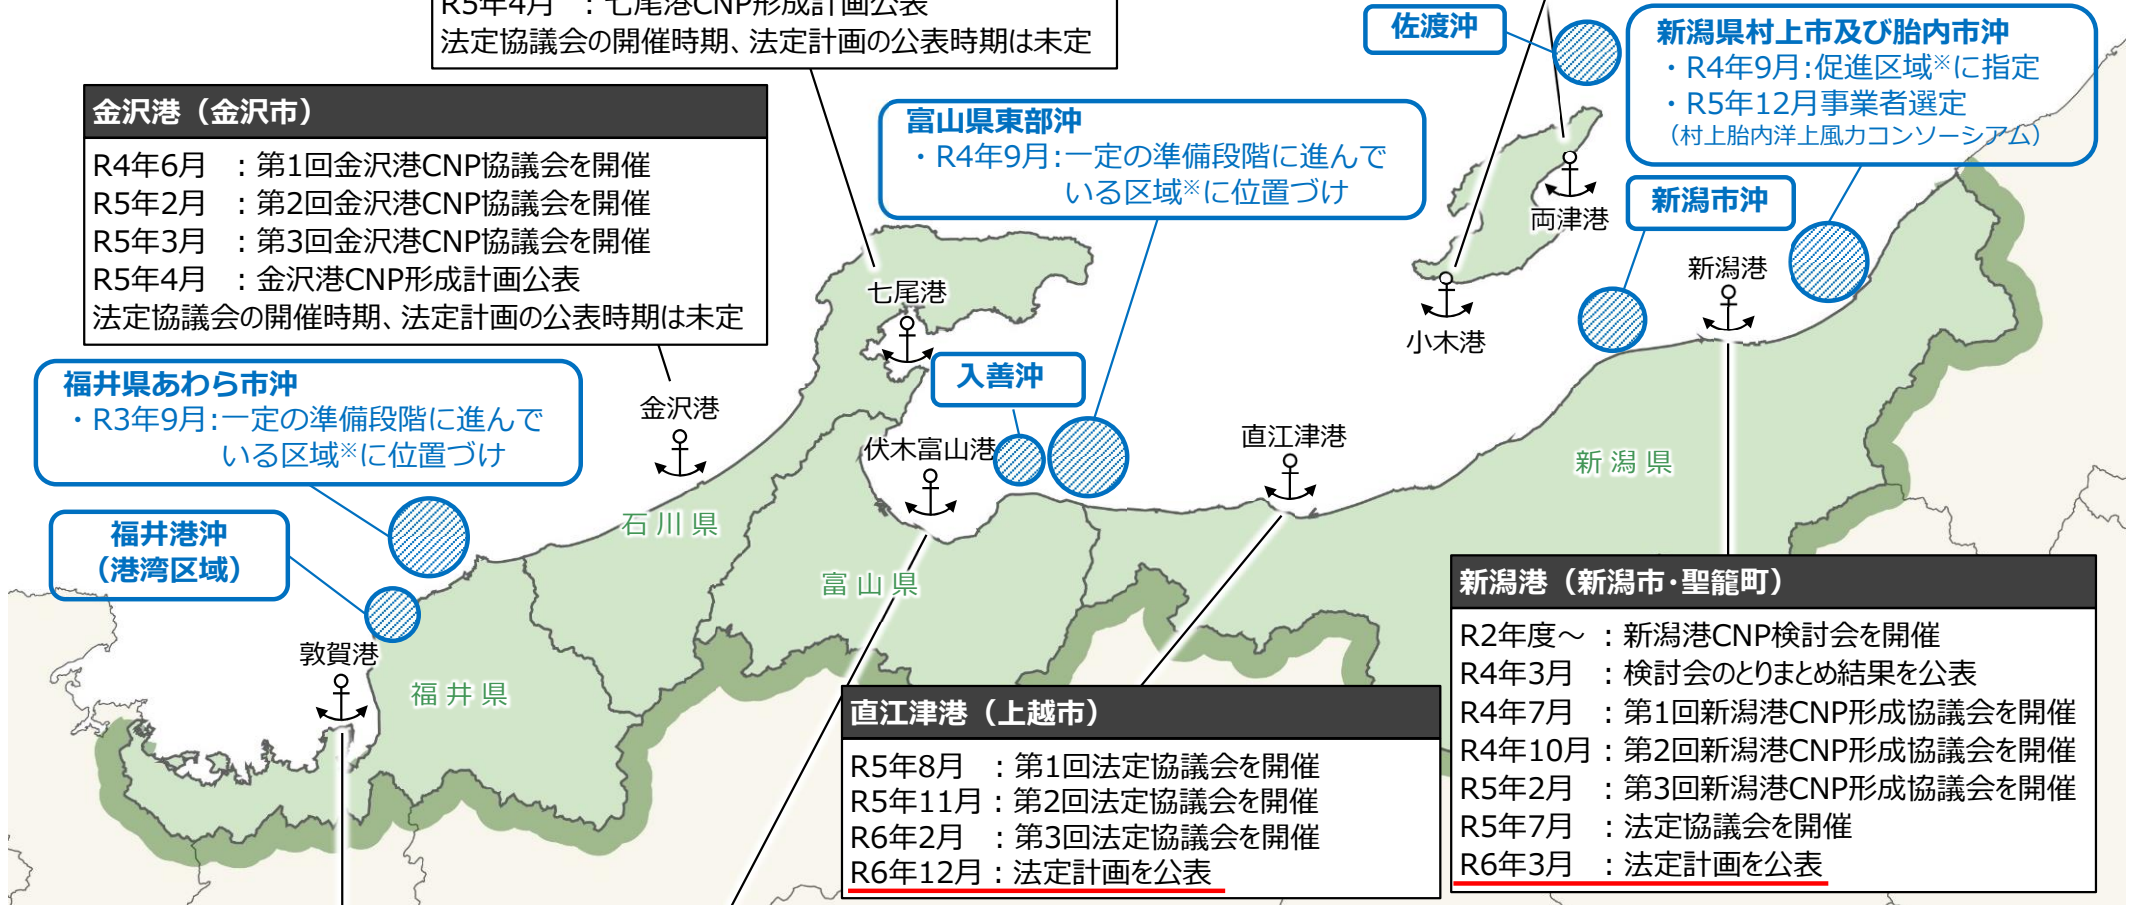 R5年4月 ：七尾港CNP形成計画公表
法定協議会の開催時期、法定計画の公表時期は未定
佐渡沖
新潟県村上市及び胎内市沖
・R4年9月:促進区域※に指定
・R5年12月事業者選定
（村上胎内洋上風力コンソーシアム）
金沢港（金沢市）
R4年6月 ：第1回金沢港CNP協議会を開催
R5年2月 ：第2回金沢港CNP協議会を開催
R5年3月 ：第3回金沢港CNP協議会を開催
R5年4月 ：金沢港CNP形成計画公表
法定協議会の開催時期、法定計画の公表時期は未定
富山県東部沖
・R4年9月:一定の準備段階に進んで
いる区域※に位置づけ
両津港
新潟市沖
新潟港
七尾港
小木港
福井県あわら市沖
・R3年9月:一定の準備段階に進んで
いる区域※に位置づけ
入善沖
金沢港
伏木富山港
直江津港
新潟県
福井港沖
（港湾区域）
石川県
富山県
敦賀港
福井県
直江津港（上越市）
R5年8月 ：第1回法定協議会を開催
R5年11月：第2回法定協議会を開催
R6年2月 ：第3回法定協議会を開催
R6年12月：法定計画を公表
新潟港（新潟市･聖籠町）
R2年度～ ：新潟港CNP検討会を開催
R4年3月 ：検討会のとりまとめ結果を公表
R4年7月 ：第1回新潟港CNP形成協議会を開催
R4年10月：第2回新潟港CNP形成協議会を開催
R5年2月 ：第3回新潟港CNP形成協議会を開催
R5年7月 ：法定協議会を開催
R6年3月 ：法定計画を公表